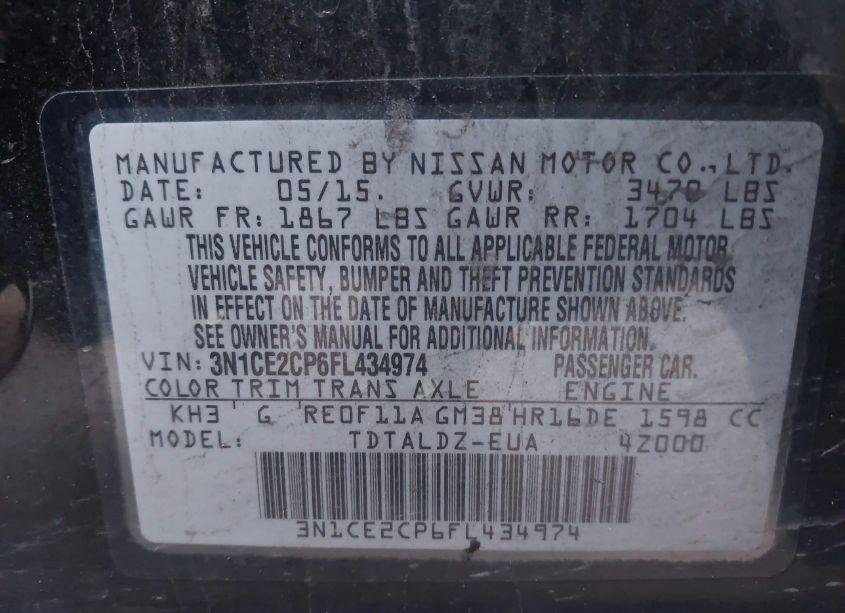 MANUFACTURED BY NISSAN MOTOR CO.,LTD.
DATE: 05/15. GVWR: 3470 LBS
GAWR FR: 1867 LBS GAWR RR: 1704 LBS
THIS VEHICLE CONFORMS TO ALL APPLICABLE FEDERAL MOTOR
VEHICLE SAFETY, BUMPER AND THEFT PREVENTION STANDARDS
IN EFFECT ON THE DATE OF MANUFACTURE SHOWN ABOVE.
SEE OWNER'S MANUAL FOR ADDITIONAL INFORMATION.
VIN: 3N1CE2CP6FL434974 PASSENGER CAR.
COLOR TRIM TRANS AXLE ENGINE
KH3 G RE0F11A GM38 HR16DE 1598 CC
MODEL: TDTALDZ-EUA 4Z000
3N1CE2CP6FL434974